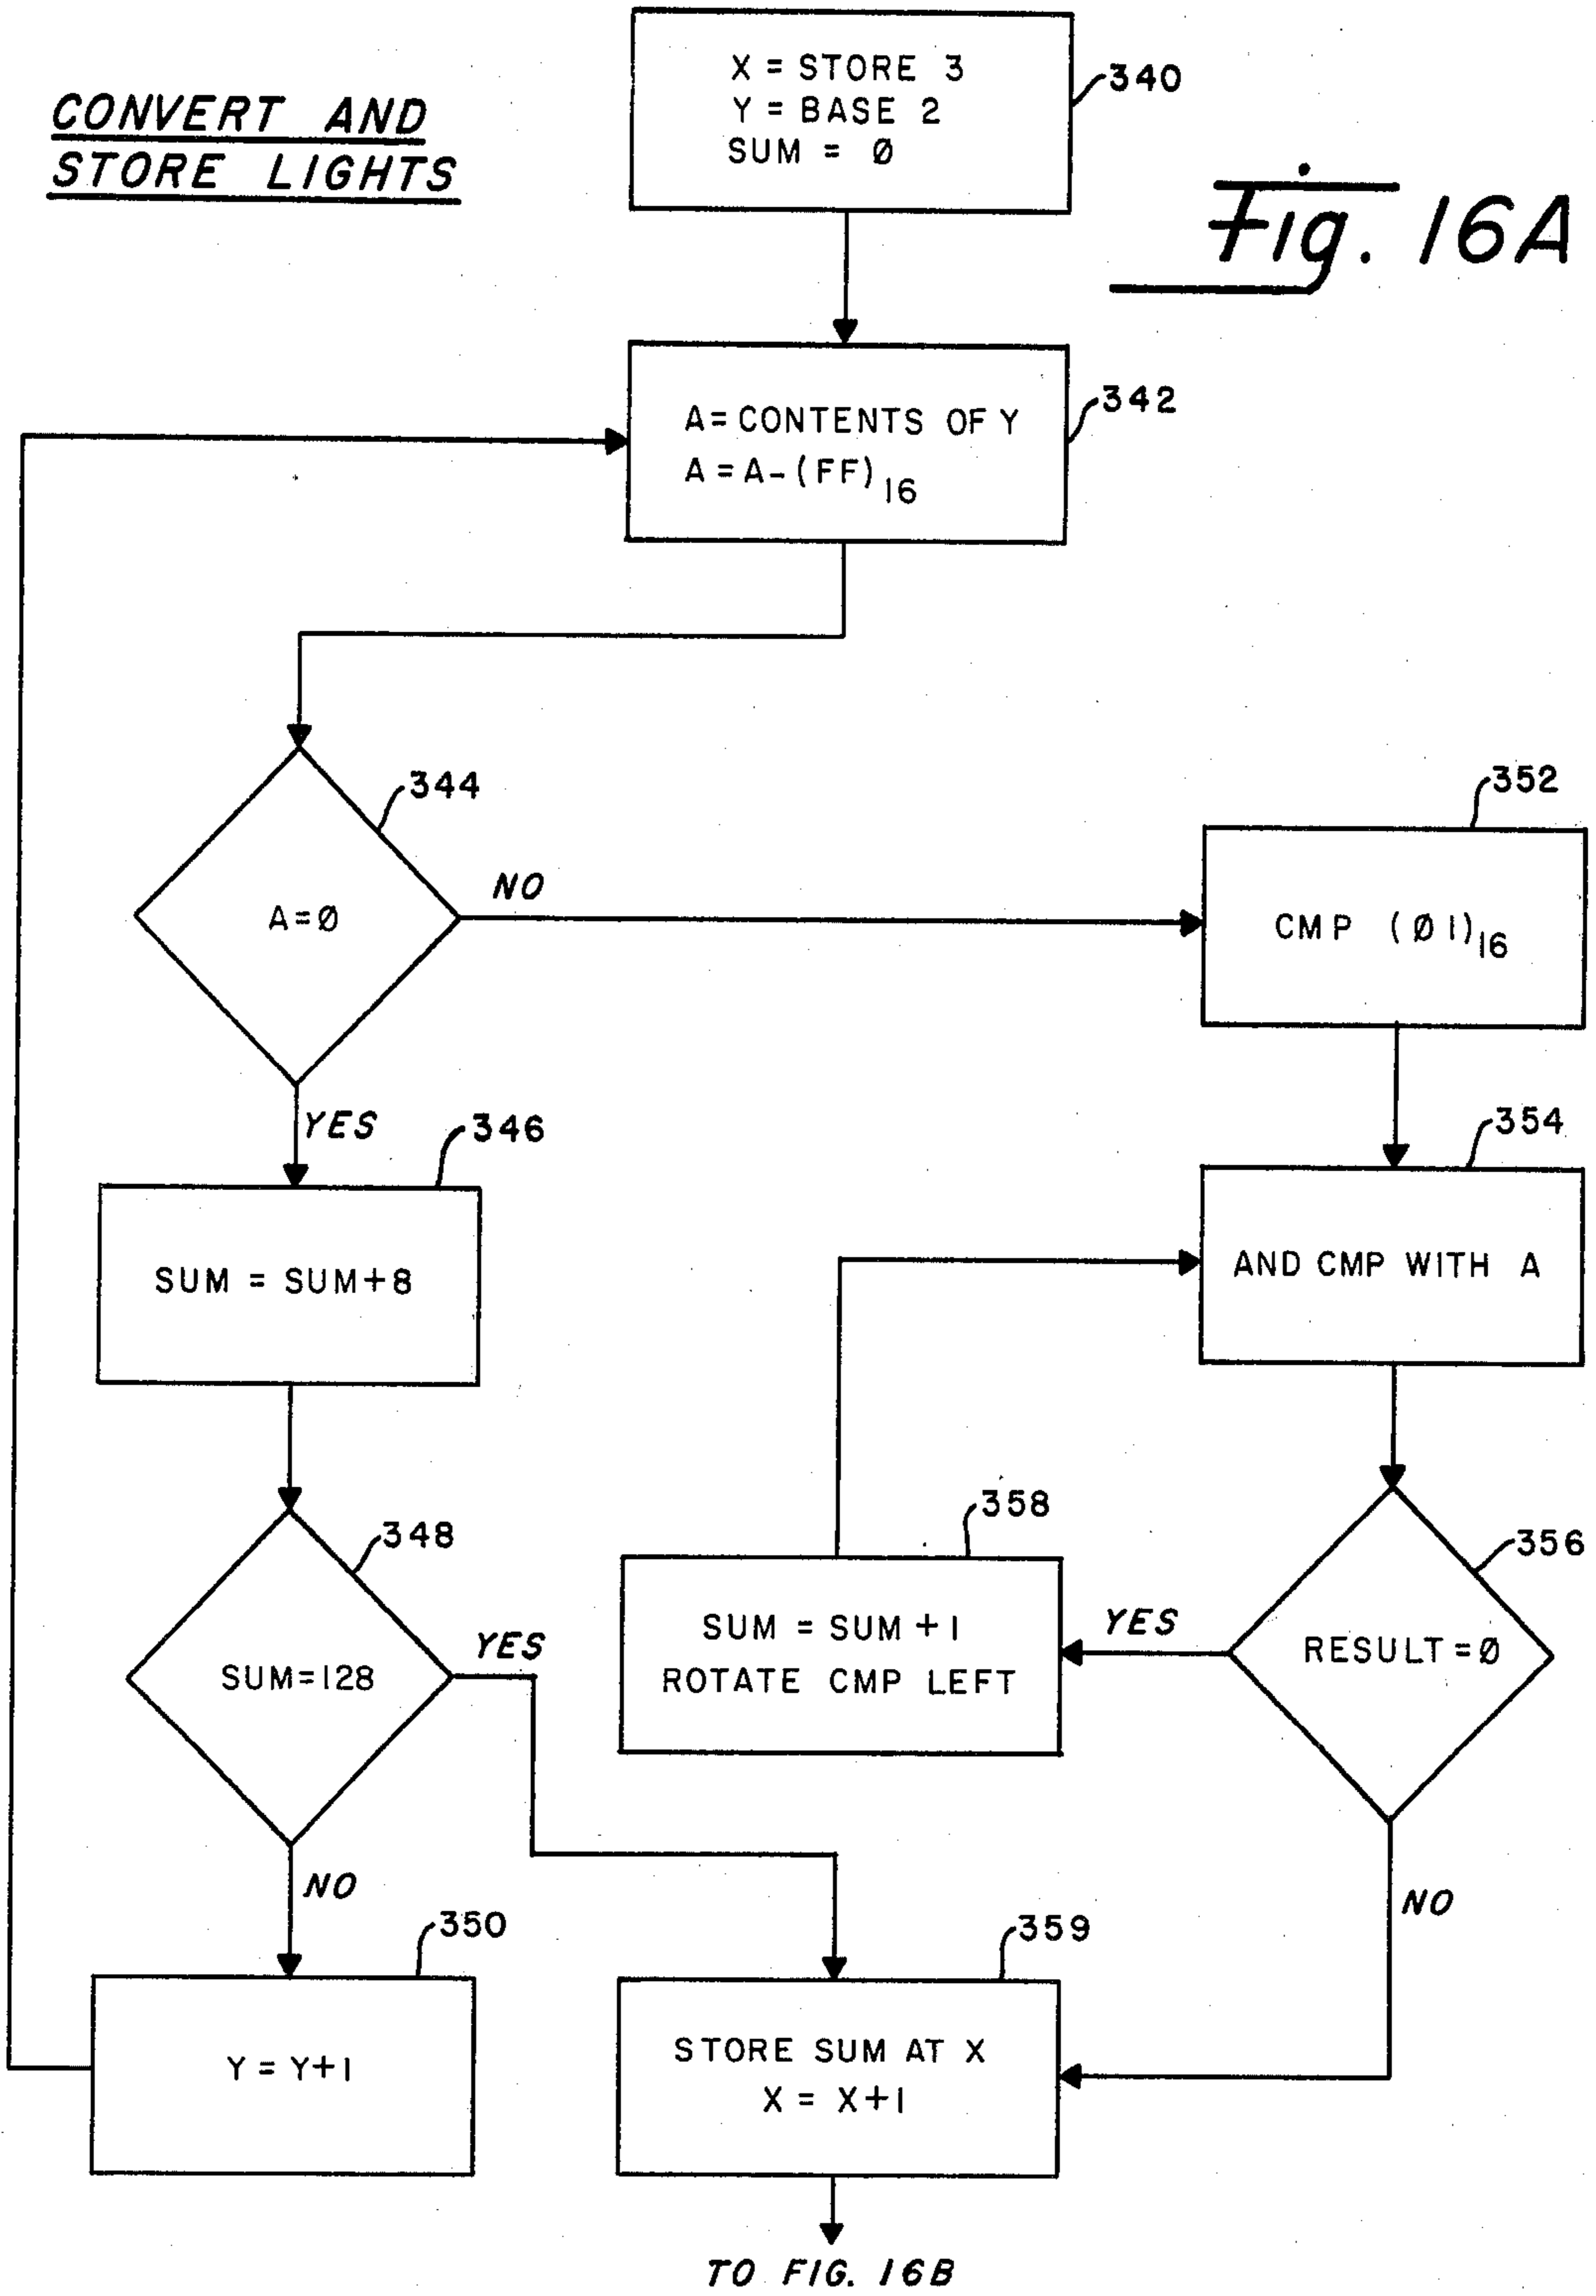 CONVERT AND
STORE LIGHTS
X = STORE 3
Y = BASE 2
SUM = Ø
340
Fig. 16A
A = CONTENTS OF Y
A = A - (FF)16
342
344
A = Ø
NO
352
CMP (Ø1)16
YES
346
SUM = SUM + 8
354
AND CMP WITH A
348
SUM = 128
YES
358
SUM = SUM + 1
ROTATE CMP LEFT
YES
356
RESULT = Ø
NO
350
Y = Y + 1
359
STORE SUM AT X
X = X + 1
NO
TO FIG. 16B